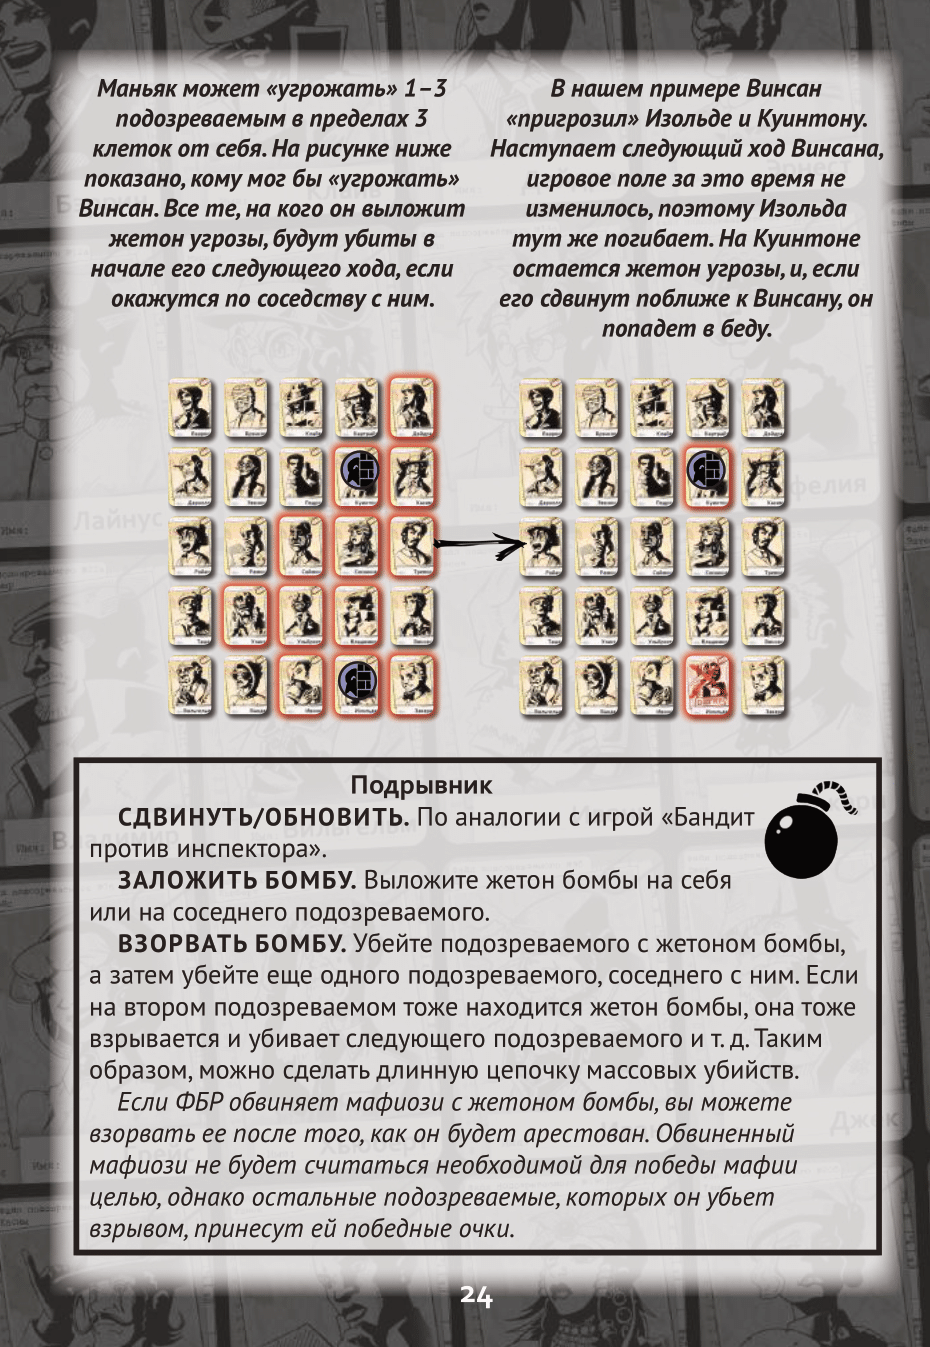 Маньяк может «угрожать» 1–3
подозреваемым в пределах 3
клеток от себя. На рисунке ниже
показано, кому мог бы «угрожать»
Винсан. Все те, на кого он выложит
жетон угрозы, будут убиты в
начале его следующего хода, если
окажутся по соседству с ним.
В нашем примере Винсан
«пригрозил» Изольде и Куинтону.
Наступает следующий ход Винсана,
игровое поле за это время не
изменилось, поэтому Изольда
тут же погибает. На Куинтоне
остается жетон угрозы, и, если
его сдвинут поближе к Винсану, он
попадет в беду.
Подрывник
СДВИНУТЬ/ОБНОВИТЬ. По аналогии с игрой «Бандит
против инспектора».
ЗАЛОЖИТЬ БОМБУ. Выложите жетон бомбы на себя
или на соседнего подозреваемого.
ВЗОРВАТЬ БОМБУ. Убейте подозреваемого с жетоном бомбы,
а затем убейте еще одного подозреваемого, соседнего с ним. Если
на втором подозреваемом тоже находится жетон бомбы, она тоже
взрывается и убивает следующего подозреваемого и т. д. Таким
образом, можно сделать длинную цепочку массовых убийств.
Если ФБР обвиняет мафиози с жетоном бомбы, вы можете
взорвать ее после того, как он будет арестован. Обвиненный
мафиози не будет считаться необходимой для победы мафии
целью, однако остальные подозреваемые, которых он убьет
взрывом, принесут ей победные очки.
24